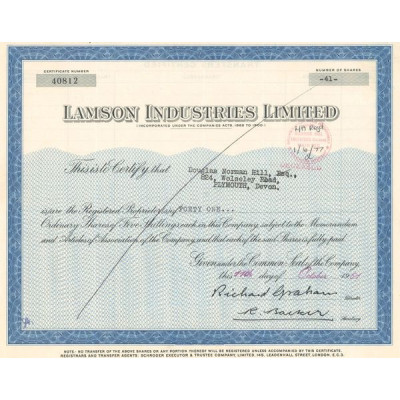 CERTIFICATE NUMBER
40812
NUMBER OF SHARES
-41-
LAMSON INDUSTRIES LIMITED
(INCORPORATED UNDER THE COMPANIES ACTS, 1908 TO
This is to Certify that
Douglas Norman Hill, Esq.,
824, Wolseley Road,
PLYMOUTH, Devon.
is/are the Registered Proprietor(s) of FORTY ONE...
Ordinary Shares of Five Shillings each in this Company, subject to the Memorandum
and Articles of Association of the Company, and that each of the said Shares is fully paid.
Given under the Common Seal of the Company
this day of October
Richard Graham
Director
Secretary
NOTE: NO TRANSFER OF THE ABOVE SHARES OR ANY PORTION THEREOF WILL BE REGISTERED UNLESS ACCOMPANIED BY THIS CERTIFICATE.
REGISTRARS AND TRANSFER AGENTS: SCHRODER EXECUTOR & TRUSTEE COMPANY LIMITED, 145, LEADENHALL STREET LONDON, E.C.3.